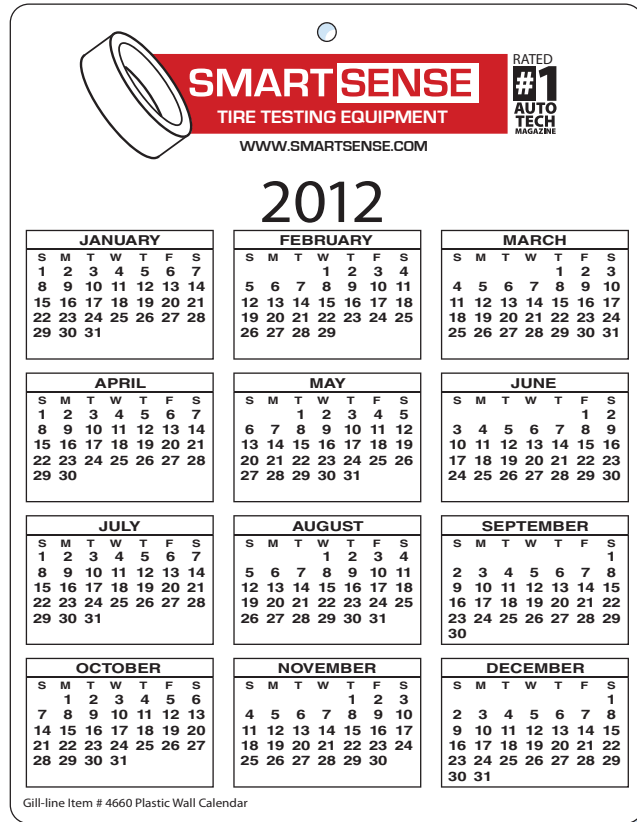 SMARTSENSE
TIRE TESTING EQUIPMENT
WWW.SMARTSENSE.COM
RATED
#1
AUTO
TECH
MAGAZINE
2012
JANUARY
S M T W T F S
1 2 3 4 5 6 7
8 9 10 11 12 13 14
15 16 17 18 19 20 21
22 23 24 25 26 27 28
29 30 31
FEBRUARY
S M T W T F S
1 2 3 4
5 6 7 8 9 10 11
12 13 14 15 16 17 18
19 20 21 22 23 24 25
26 27 28 29
MARCH
S M T W T F S
1 2 3
4 5 6 7 8 9 10
11 12 13 14 15 16 17
18 19 20 21 22 23 24
25 26 27 28 29 30 31
APRIL
S M T W T F S
1 2 3 4 5 6 7
8 9 10 11 12 13 14
15 16 17 18 19 20 21
22 23 24 25 26 27 28
29 30
MAY
S M T W T F S
1 2 3 4 5
6 7 8 9 10 11 12
13 14 15 16 17 18 19
20 21 22 23 24 25 26
27 28 29 30 31
JUNE
S M T W T F S
1 2
3 4 5 6 7 8 9
10 11 12 13 14 15 16
17 18 19 20 21 22 23
24 25 26 27 28 29 30
JULY
S M T W T F S
1 2 3 4 5 6 7
8 9 10 11 12 13 14
15 16 17 18 19 20 21
22 23 24 25 26 27 28
29 30 31
AUGUST
S M T W T F S
1 2 3 4
5 6 7 8 9 10 11
12 13 14 15 16 17 18
19 20 21 22 23 24 25
26 27 28 29 30 31
SEPTEMBER
S M T W T F S
1
2 3 4 5 6 7 8
9 10 11 12 13 14 15
16 17 18 19 20 21 22
23 24 25 26 27 28 29
30
OCTOBER
S M T W T F S
1 2 3 4 5 6
7 8 9 10 11 12 13
14 15 16 17 18 19 20
21 22 23 24 25 26 27
28 29 30 31
NOVEMBER
S M T W T F S
1 2 3
4 5 6 7 8 9 10
11 12 13 14 15 16 17
18 19 20 21 22 23 24
25 26 27 28 29 30
DECEMBER
S M T W T F S
1
2 3 4 5 6 7 8
9 10 11 12 13 14 15
16 17 18 19 20 21 22
23 24 25 26 27 28 29
30 31
Gill-line Item # 4660 Plastic Wall Calendar